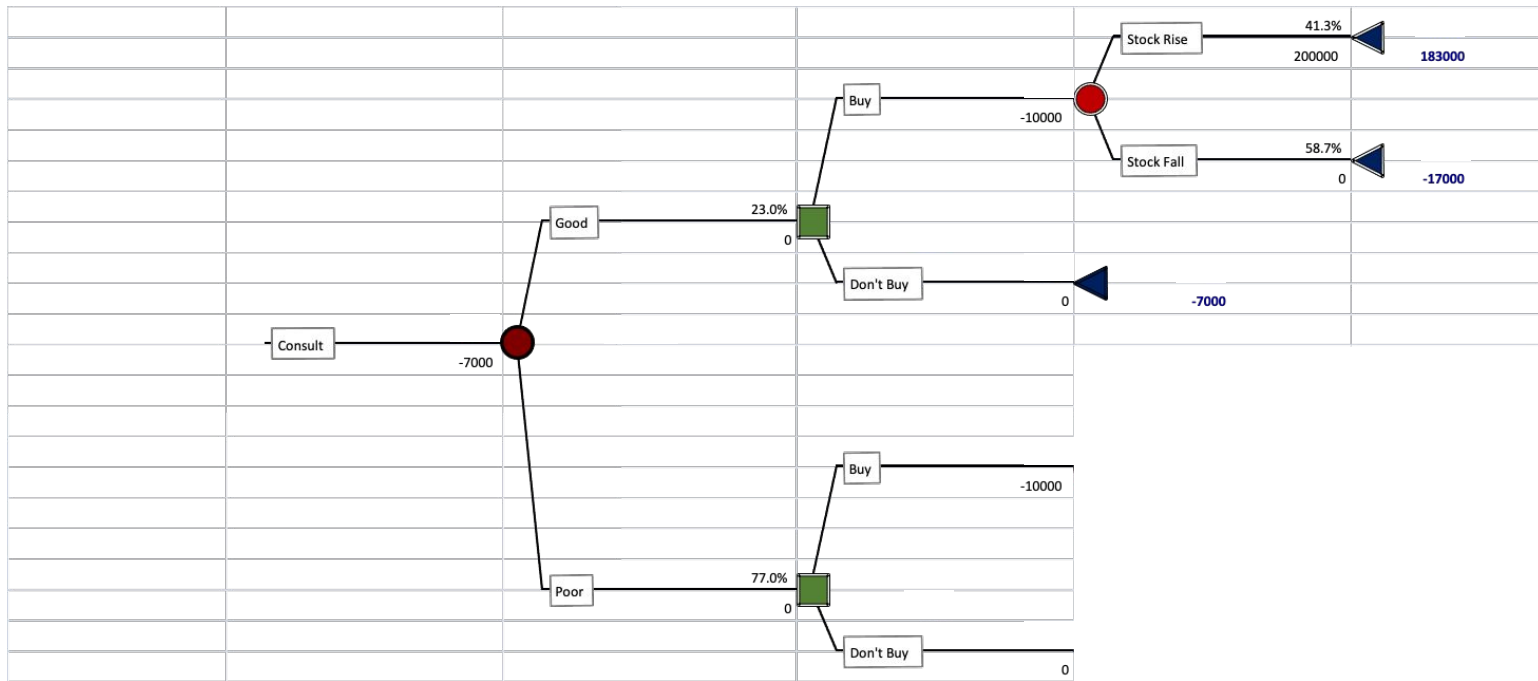 41.3%
Stock Rise
200000 183000
Buy
-10000
58.7%
Stock Fall
0 -17000
23.0%
Good
0
Don't Buy
0 -7000
Consult
-7000
Buy
-10000
77.0%
Poor
0
Don't Buy
0